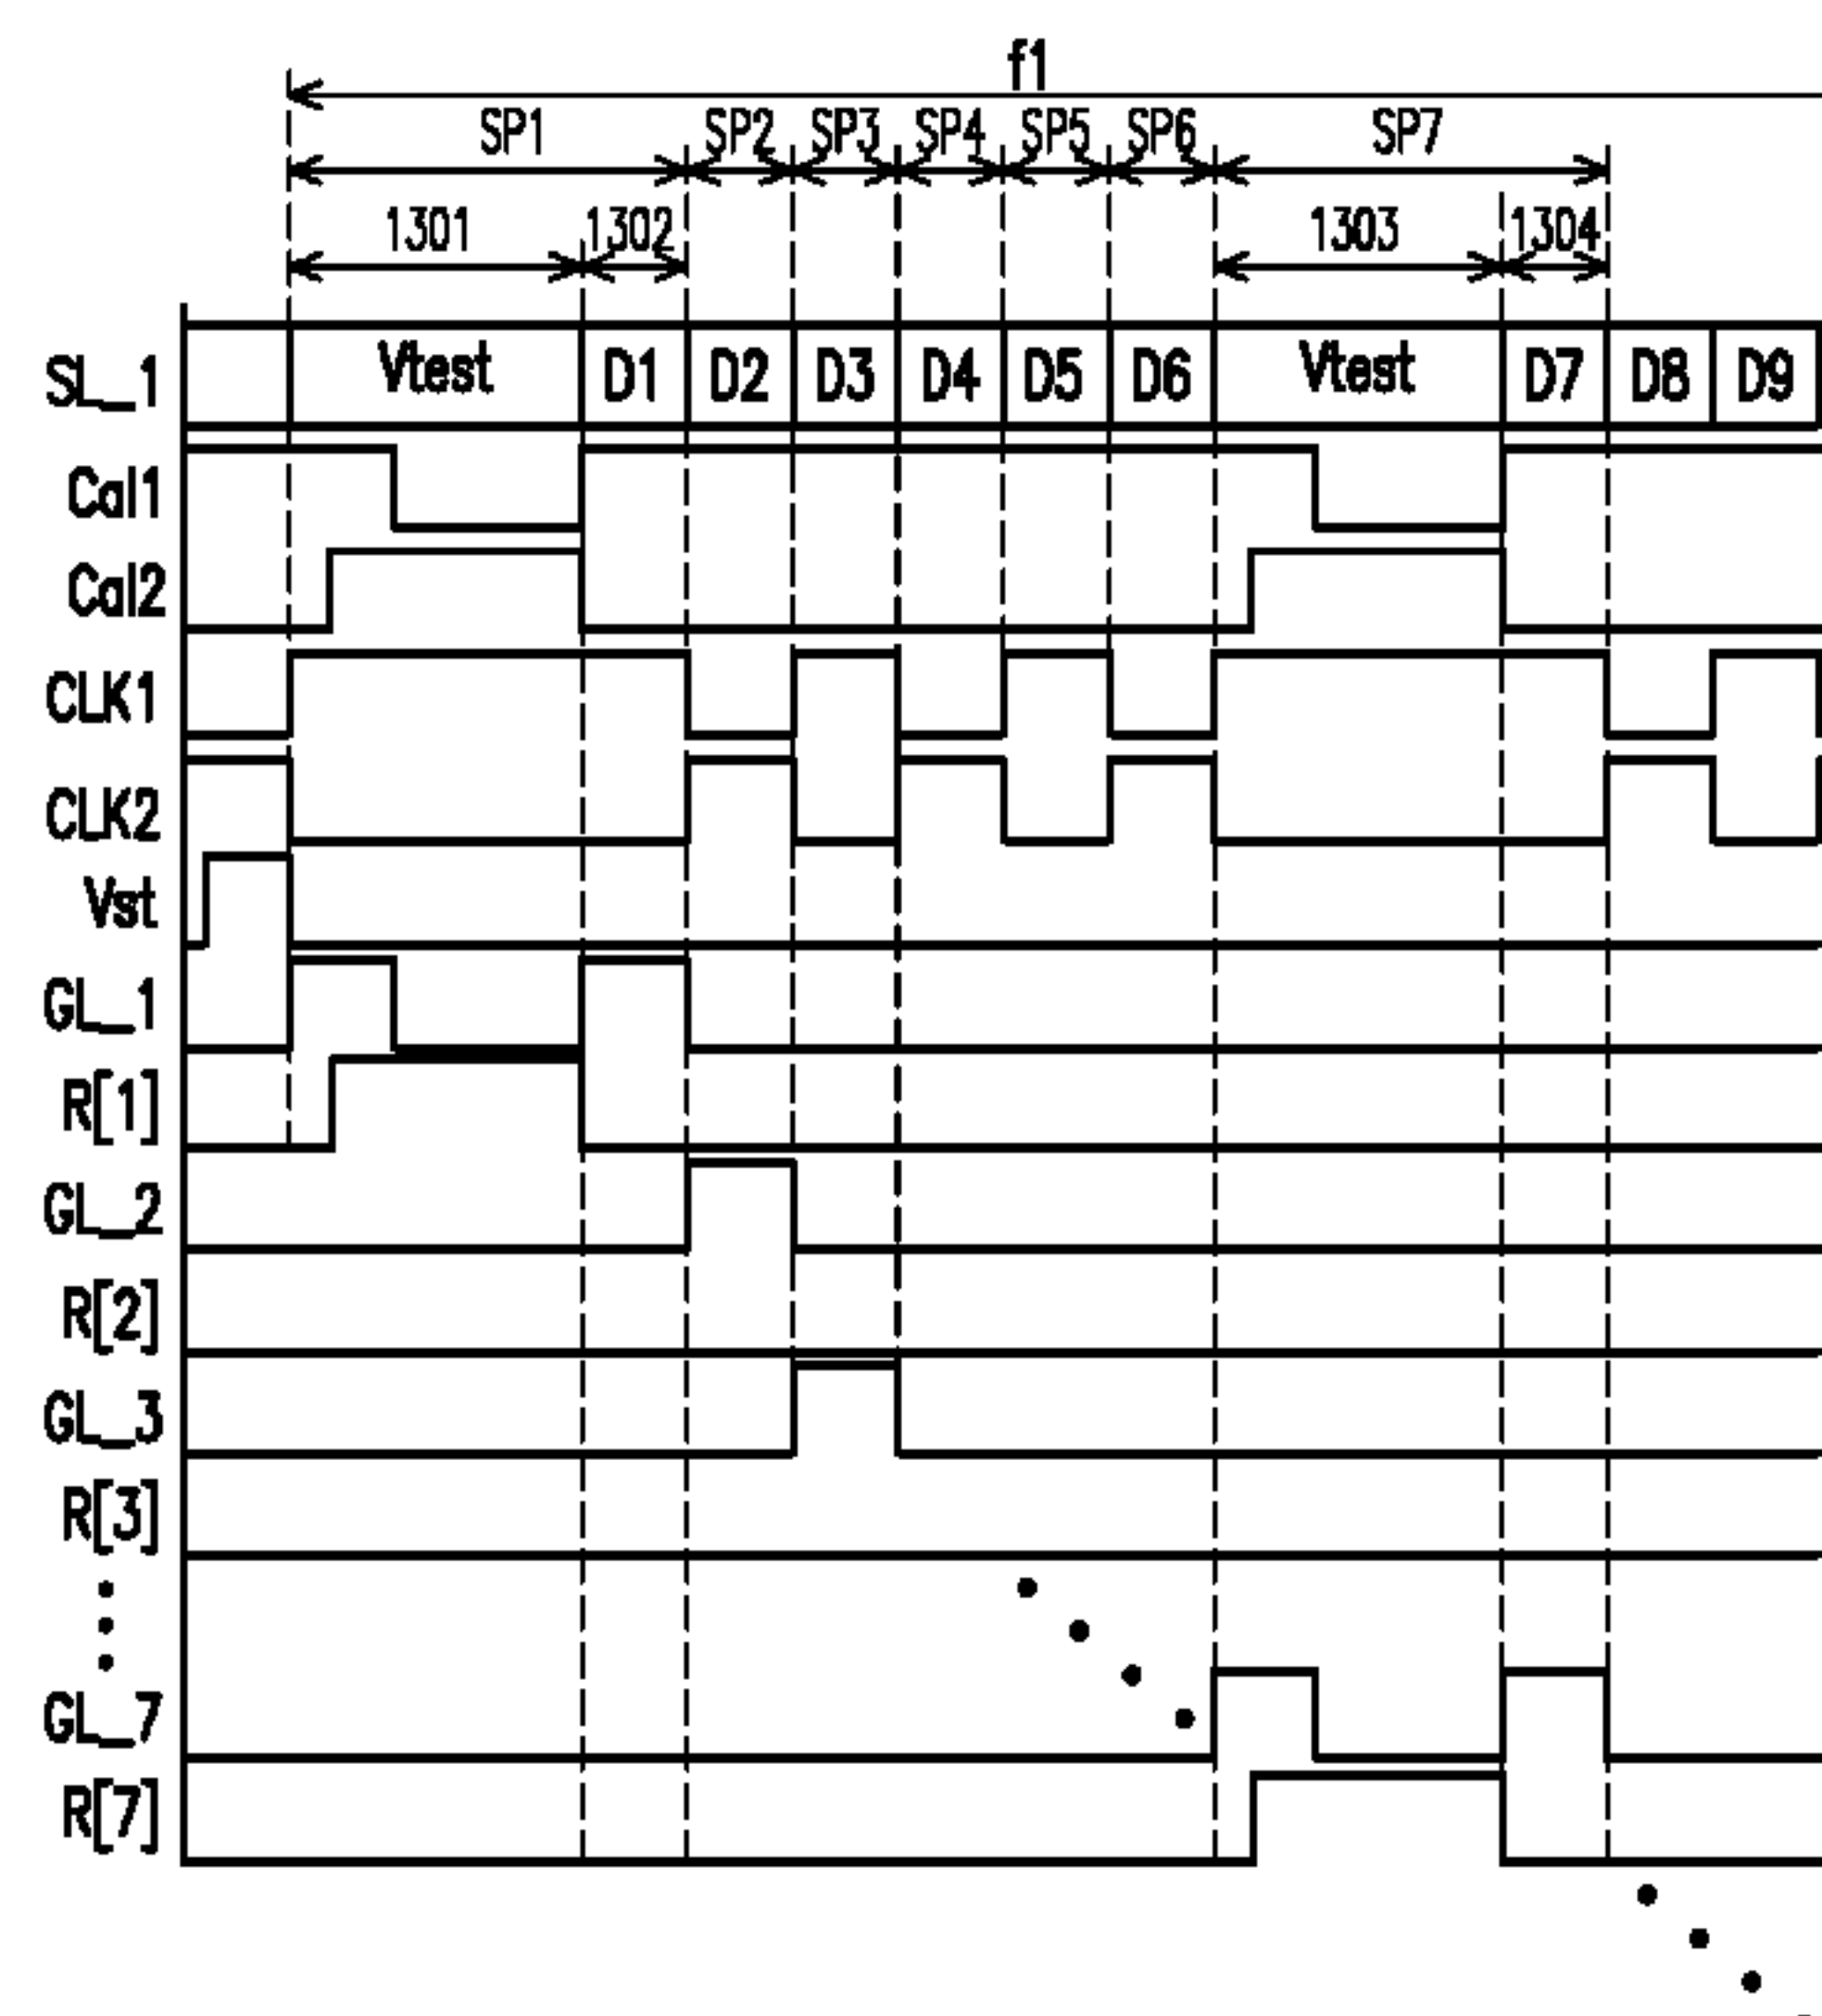 f1
SP1 SP2 SP3 SP4 SP5 SP6 SP7
1301 1302 1303 1304
SL_1 Vtest D1 D2 D3 D4 D5 D6 Vtest D7 D8 D9
Cal1
Cal2
CLK1
CLK2
Vst
GL_1
R[1]
GL_2
R[2]
GL_3
R[3]
GL_7
R[7]